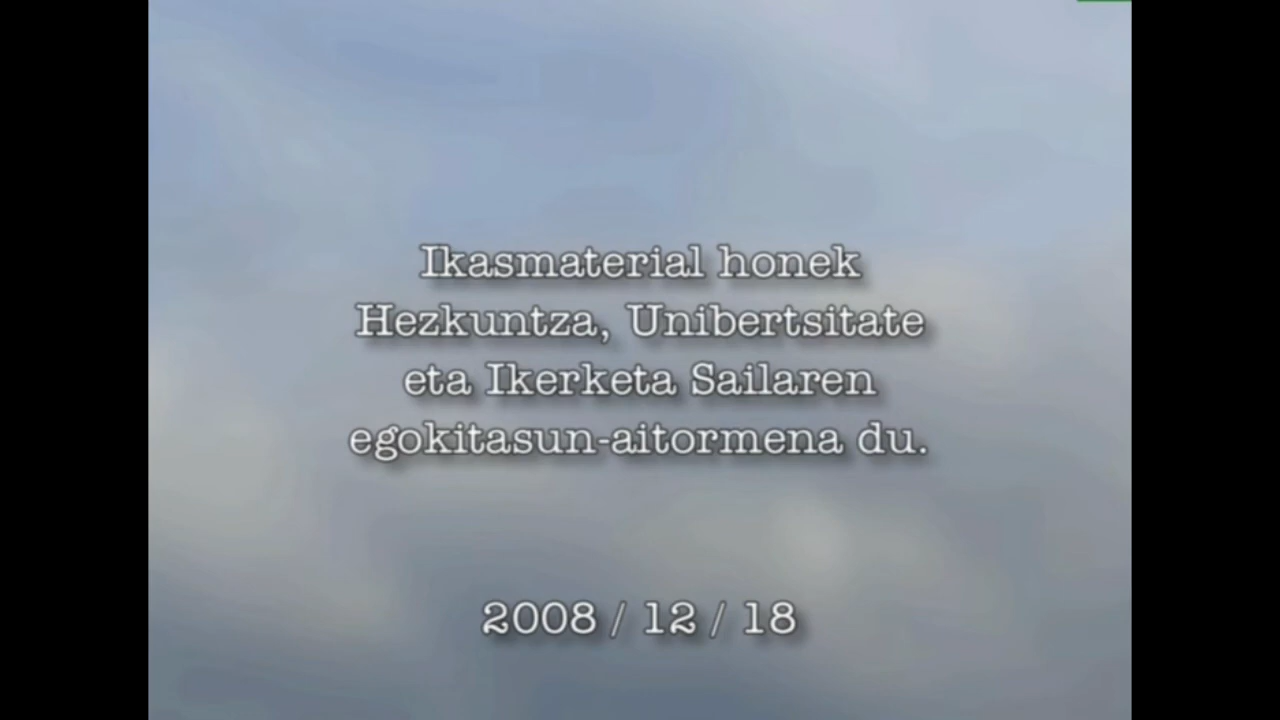 Ikasmaterial honek
Hezkuntza, Unibertsitate
eta Ikerketa Sailaren
egokitasun-aitormena du.
2008 / 12 / 18